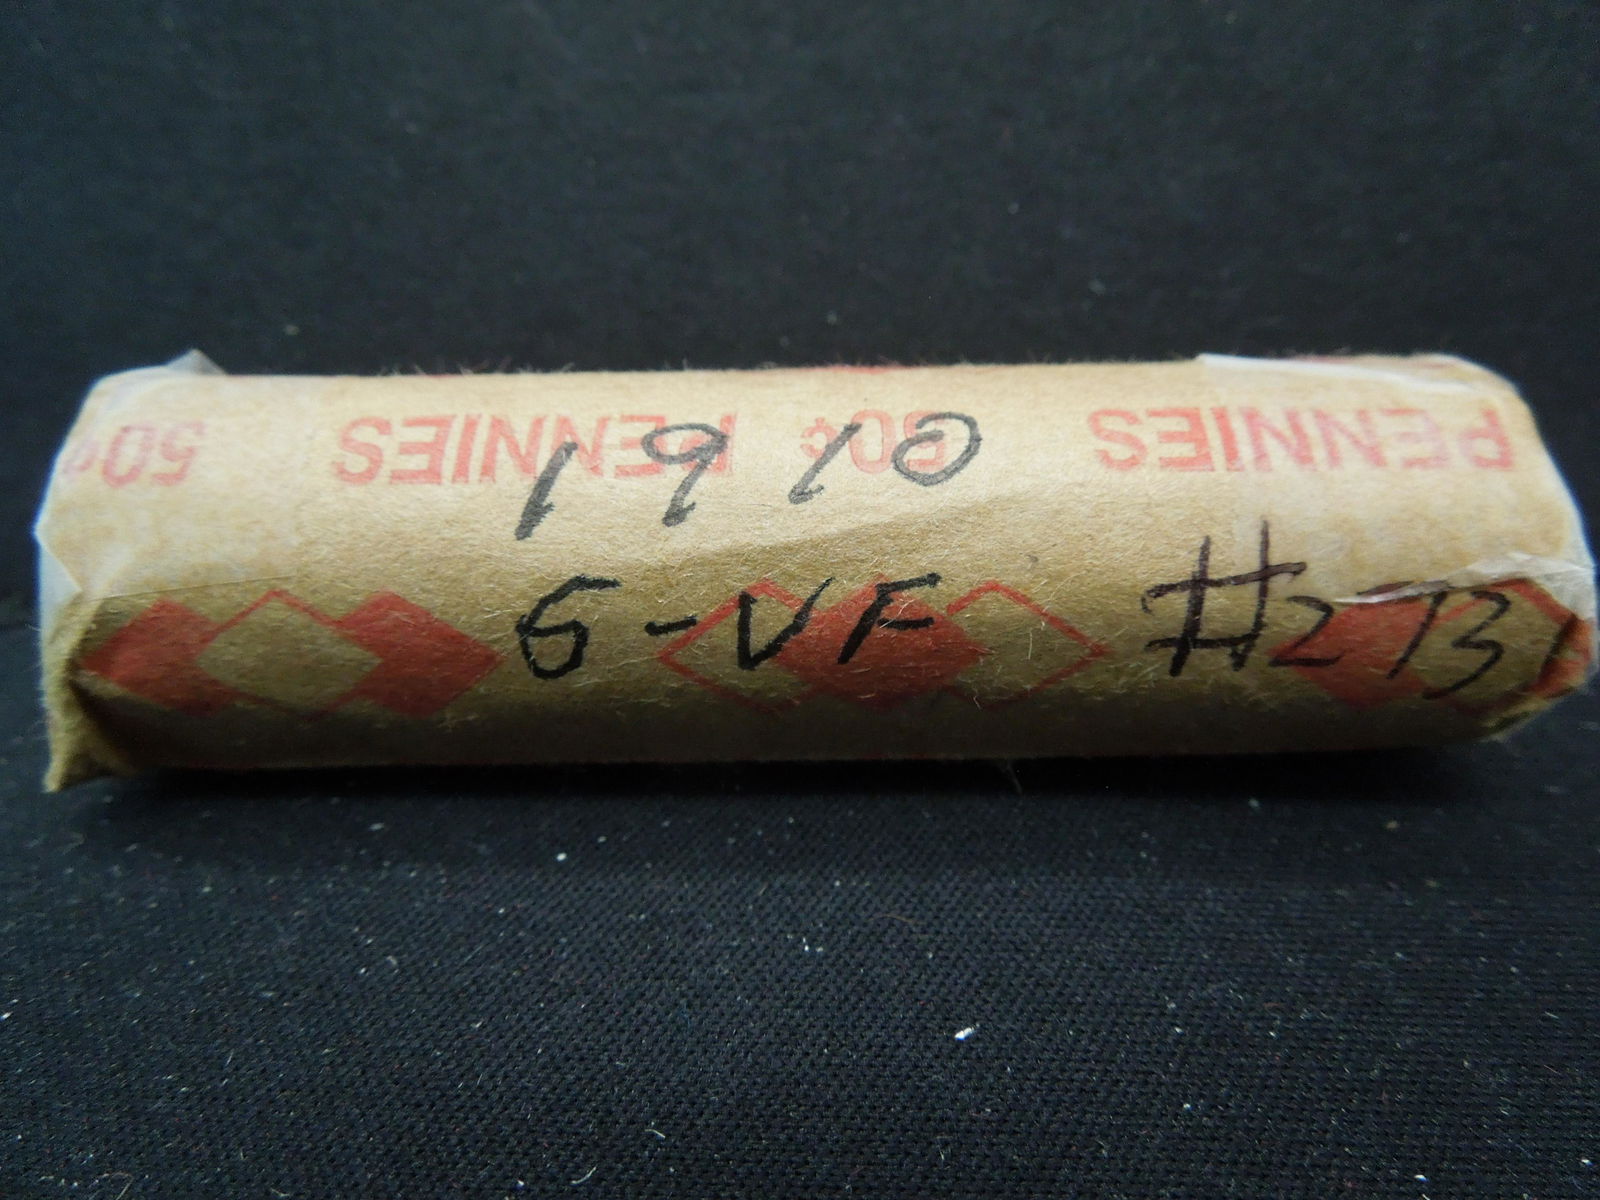 50¢ PENNIES 50¢ PENNIES
1910
G-VF #273